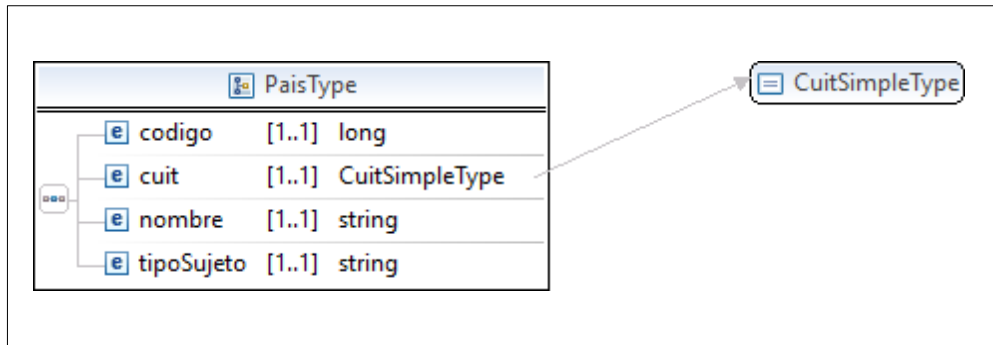 PaisType
CuitSimpleType
codigo [1..1] long
cuit [1..1] CuitSimpleType
nombre [1..1] string
tipoSujeto [1..1] string